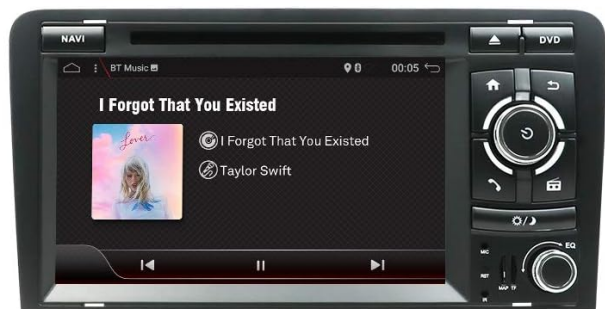 NAVI
DVD
BT Music
00:05
I Forgot That You Existed
Lover
I Forgot That You Existed
Taylor Swift
MIC
RST
MAP TF
IR
EQ